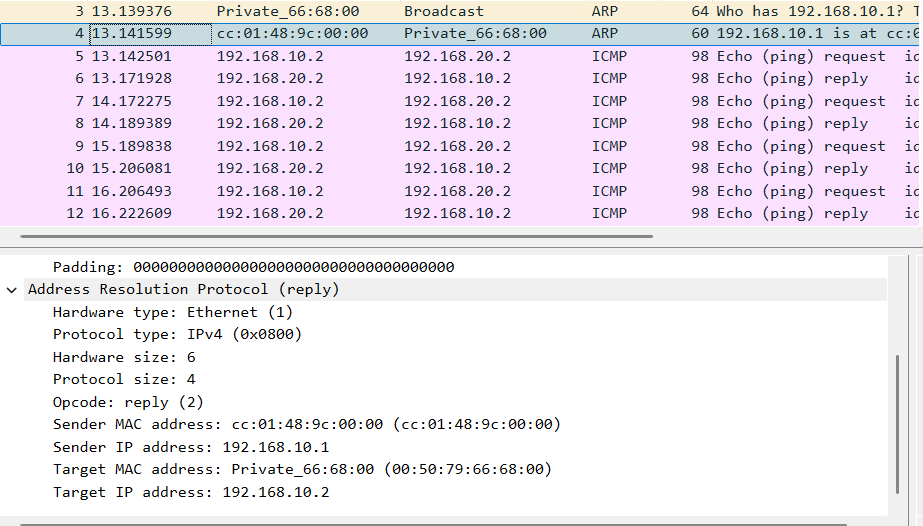 3 13.139376 Private_66:68:00 Broadcast ARP 64 Who has 192.168.10.1? T
4 13.141599 cc:01:48:9c:00:00 Private_66:68:00 ARP 60 192.168.10.1 is at cc:0
5 13.142501 192.168.10.2 192.168.20.2 ICMP 98 Echo (ping) request id
6 13.171928 192.168.20.2 192.168.10.2 ICMP 98 Echo (ping) reply id
7 14.172275 192.168.10.2 192.168.20.2 ICMP 98 Echo (ping) request id
8 14.189389 192.168.20.2 192.168.10.2 ICMP 98 Echo (ping) reply id
9 15.189838 192.168.10.2 192.168.20.2 ICMP 98 Echo (ping) request id
10 15.206081 192.168.20.2 192.168.10.2 ICMP 98 Echo (ping) reply id
11 16.206493 192.168.10.2 192.168.20.2 ICMP 98 Echo (ping) request id
12 16.222609 192.168.20.2 192.168.10.2 ICMP 98 Echo (ping) reply id
Padding: 000000000000000000000000000000000000
Address Resolution Protocol (reply)
Hardware type: Ethernet (1)
Protocol type: IPv4 (0x0800)
Hardware size: 6
Protocol size: 4
Opcode: reply (2)
Sender MAC address: cc:01:48:9c:00:00 (cc:01:48:9c:00:00)
Sender IP address: 192.168.10.1
Target MAC address: Private_66:68:00 (00:50:79:66:68:00)
Target IP address: 192.168.10.2